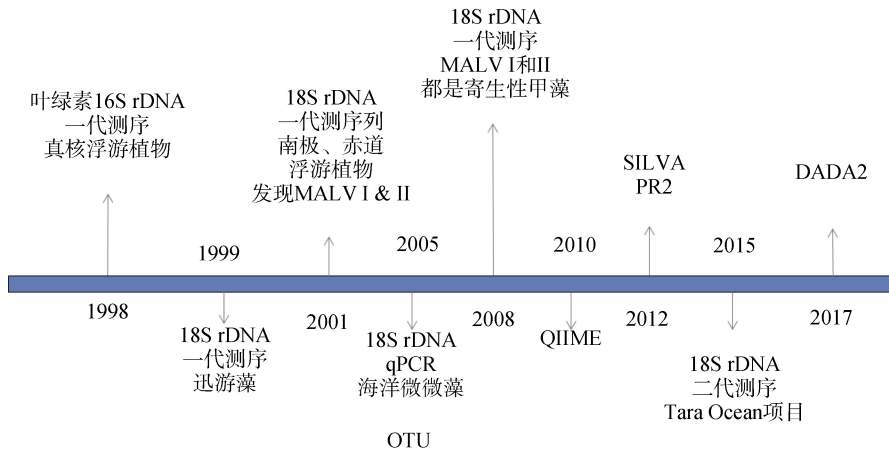 18S rDNA
一代测序
MALV I和II
都是寄生性甲藻
叶绿素16S rDNA
一代测序
真核浮游植物
18S rDNA
一代测序列
南极、赤道
浮游植物
发现MALV I & II
SILVA
PR2
DADA2
1999
2005
2010
2015
1998
2001
2008
2012
2017
18S rDNA
一代测序
迅游藻
18S rDNA
qPCR
海洋微微藻
QIIME
18S rDNA
二代测序
Tara Ocean项目
OTU